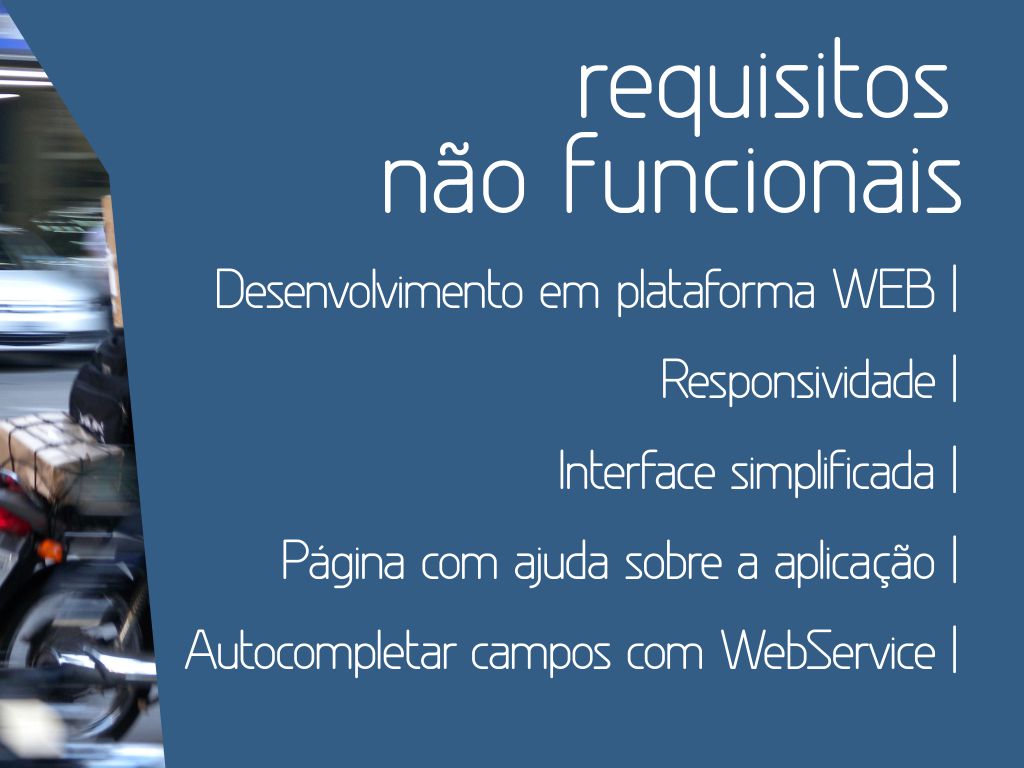 requisitos
não funcionais
Desenvolvimento em plataforma WEB |
Responsividade |
Interface simplificada |
Página com ajuda sobre a aplicação |
Autocompletar campos com WebService |